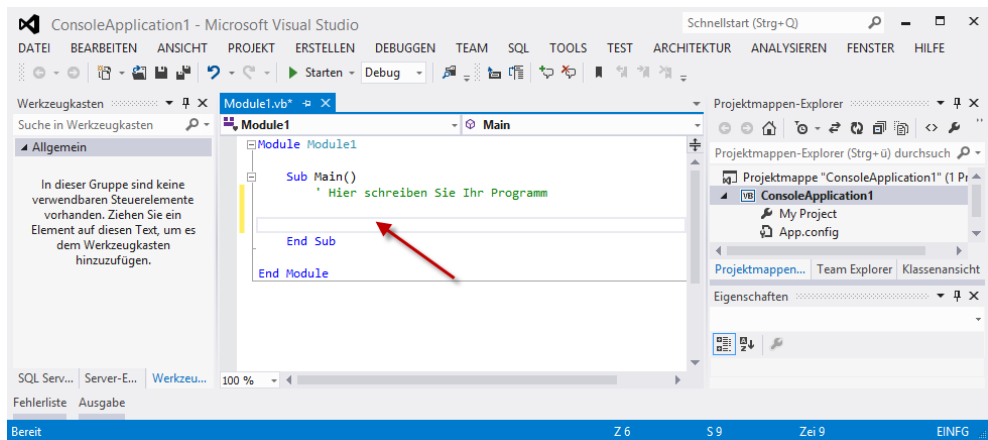 ConsoleApplication1 - Microsoft Visual Studio
Schnellstart (Strg+Q)
DATEI BEARBEITEN ANSICHT PROJEKT ERSTELLEN DEBUGGEN TEAM SQL TOOLS TEST ARCHITEKTUR ANALYSIEREN FENSTER HILFE
Starten Debug
Werkzeugkasten
Suche in Werkzeugkasten
Allgemein
In dieser Gruppe sind keine
verwendbaren Steuerelemente
vorhanden. Ziehen Sie ein
Element auf diesen Text, um es
dem Werkzeugkasten
hinzuzufügen.
SQL Serv... Server-E... Werkzeu...
Module1.vb*
Module1 Main
Module Module1
Sub Main()
' Hier schreiben Sie Ihr Programm
End Sub
End Module
100 %
Projektmappen-Explorer
Projektmappen-Explorer (Strg+ü) durchsuch
Projektmappe "ConsoleApplication1" (1 Pr
VB ConsoleApplication1
My Project
App.config
Projektmappen... Team Explorer Klassenansicht
Eigenschaften
Fehlerliste Ausgabe
Bereit Z 6 S 9 Zei 9 EINFG